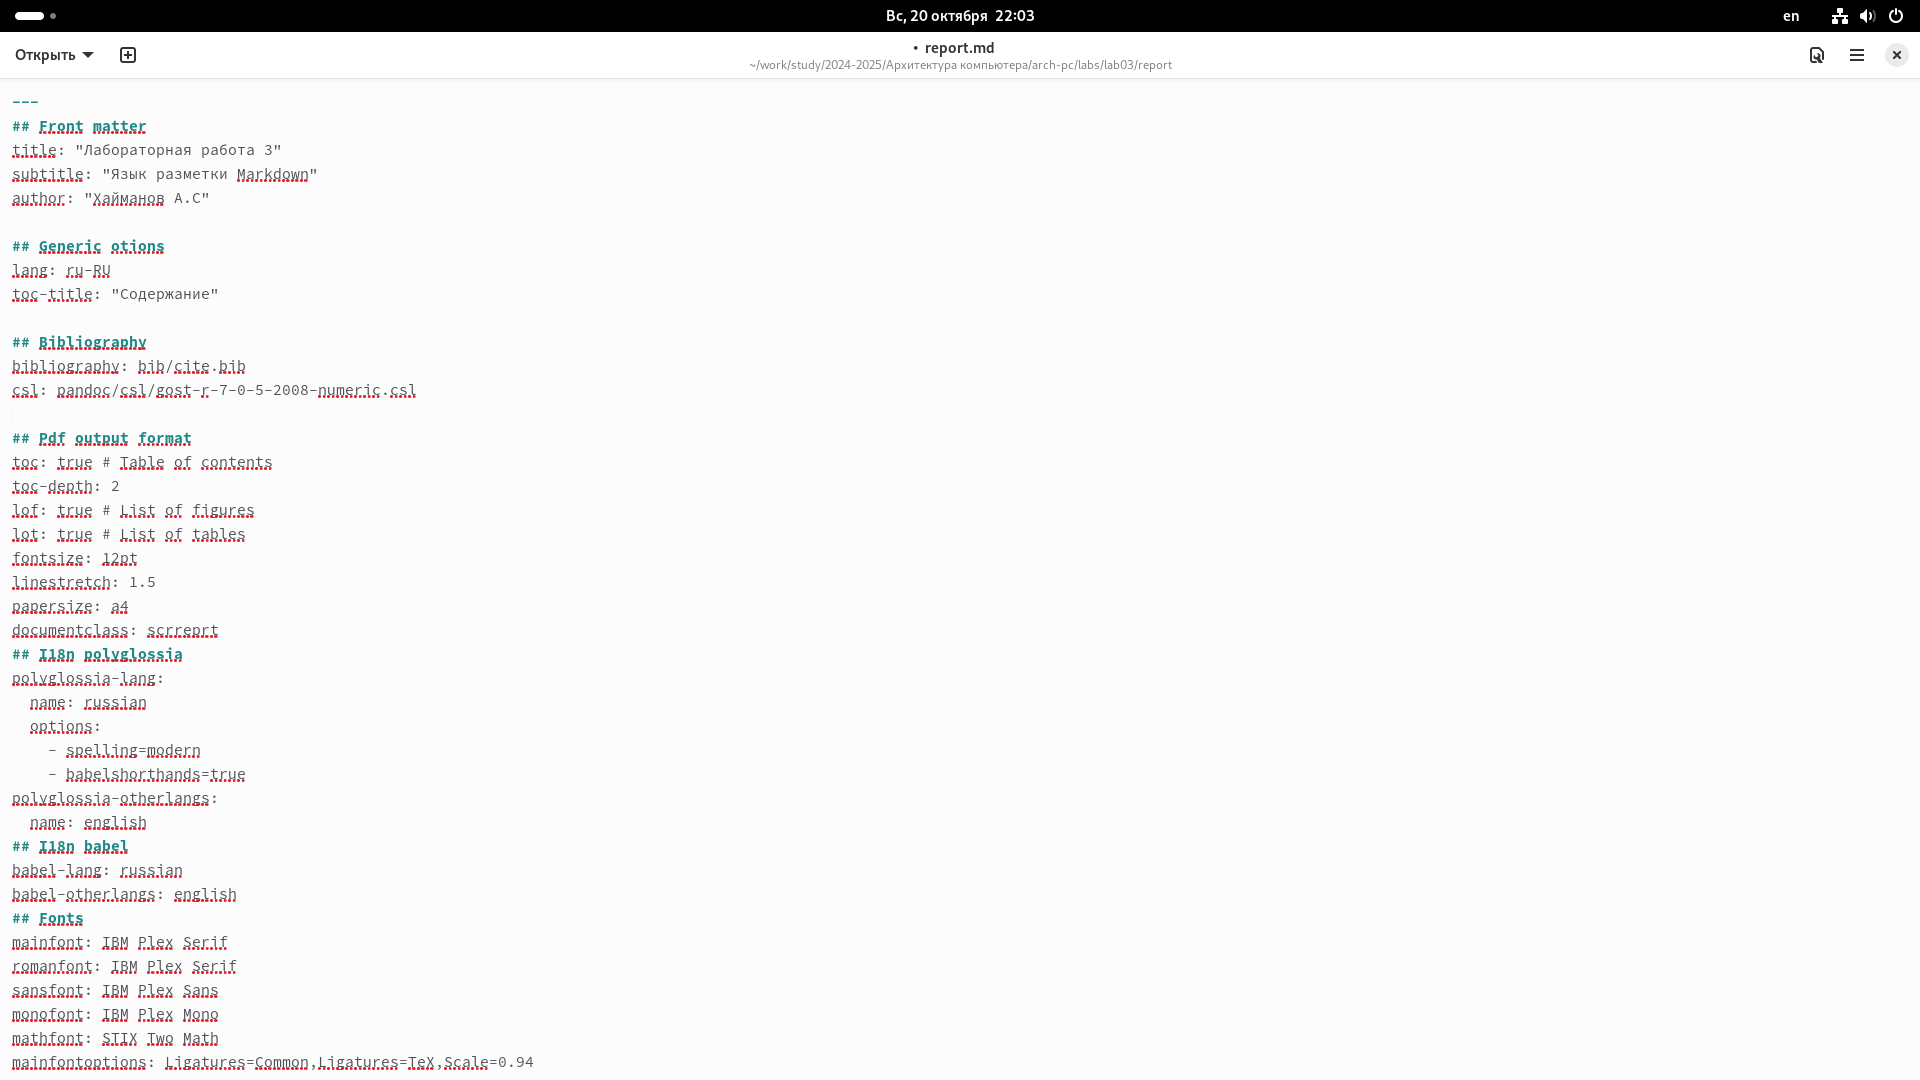 Вс, 20 октября 22:03
en
Открыть
• report.md
~/work/study/2024-2025/Архитектура компьютера/arch-pc/labs/lab03/report
---
## Front matter
title: "Лабораторная работа 3"
subtitle: "Язык разметки Markdown"
author: "Хайманов А.С"

## Generic otions
lang: ru-RU
toc-title: "Содержание"

## Bibliography
bibliography: bib/cite.bib
csl: pandoc/csl/gost-r-7-0-5-2008-numeric.csl

## Pdf output format
toc: true # Table of contents
toc-depth: 2
lof: true # List of figures
lot: true # List of tables
fontsize: 12pt
linestretch: 1.5
papersize: a4
documentclass: scrreprt
## I18n polyglossia
polyglossia-lang:
  name: russian
  options:
    - spelling=modern
    - babelshorthands=true
polyglossia-otherlangs:
  name: english
## I18n babel
babel-lang: russian
babel-otherlangs: english
## Fonts
mainfont: IBM Plex Serif
romanfont: IBM Plex Serif
sansfont: IBM Plex Sans
monofont: IBM Plex Mono
mathfont: STIX Two Math
mainfontoptions: Ligatures=Common,Ligatures=TeX,Scale=0.94